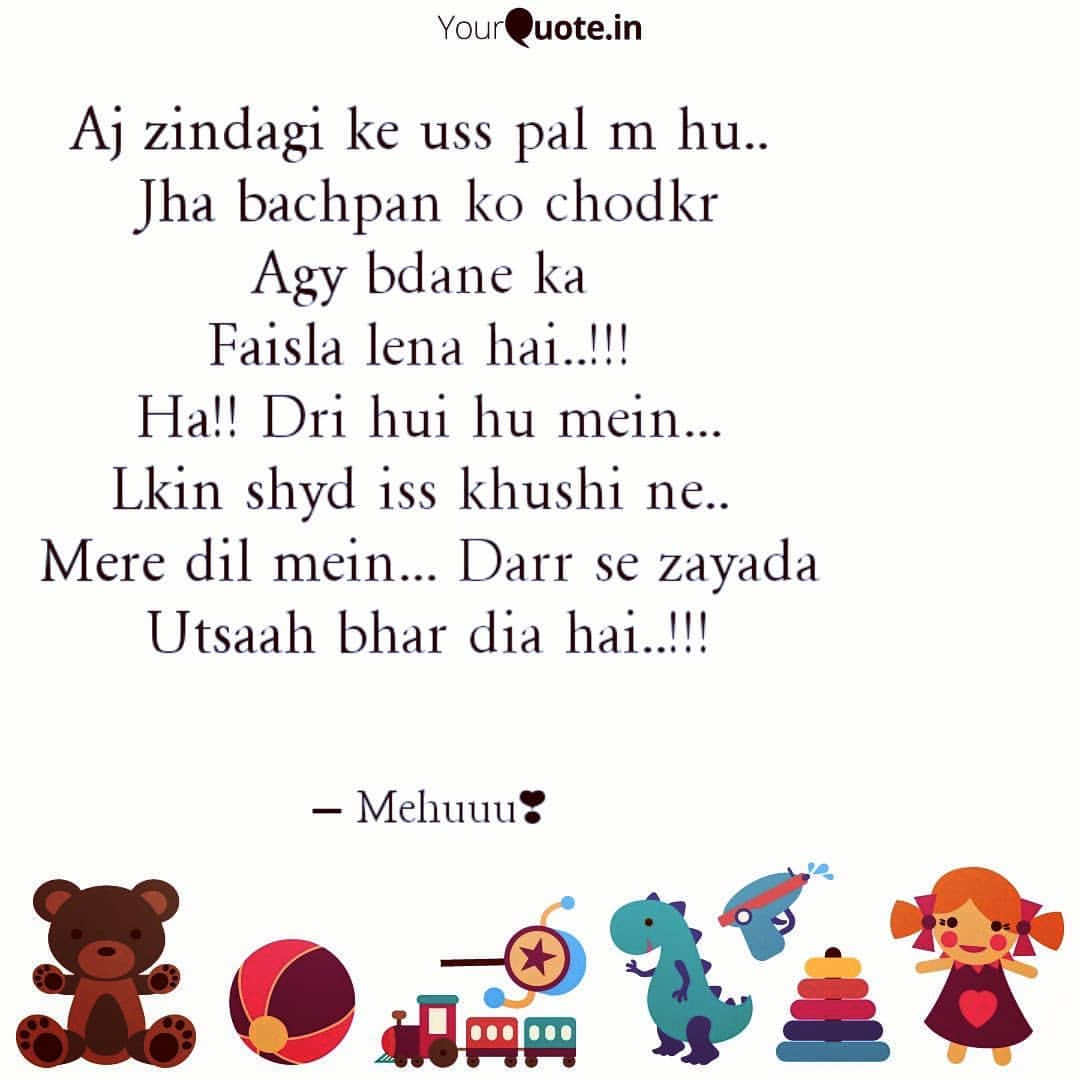 YourQuote.in
Aj zindagi ke uss pal m hu..
Jha bachpan ko chodkr
Agy bdane ka
Faisla lena hai..!!!
Ha!! Dri hui hu mein...
Lkin shyd iss khushi ne..
Mere dil mein... Darr se zayada
Utsaah bhar dia hai..!!!
– Mehuuu❣